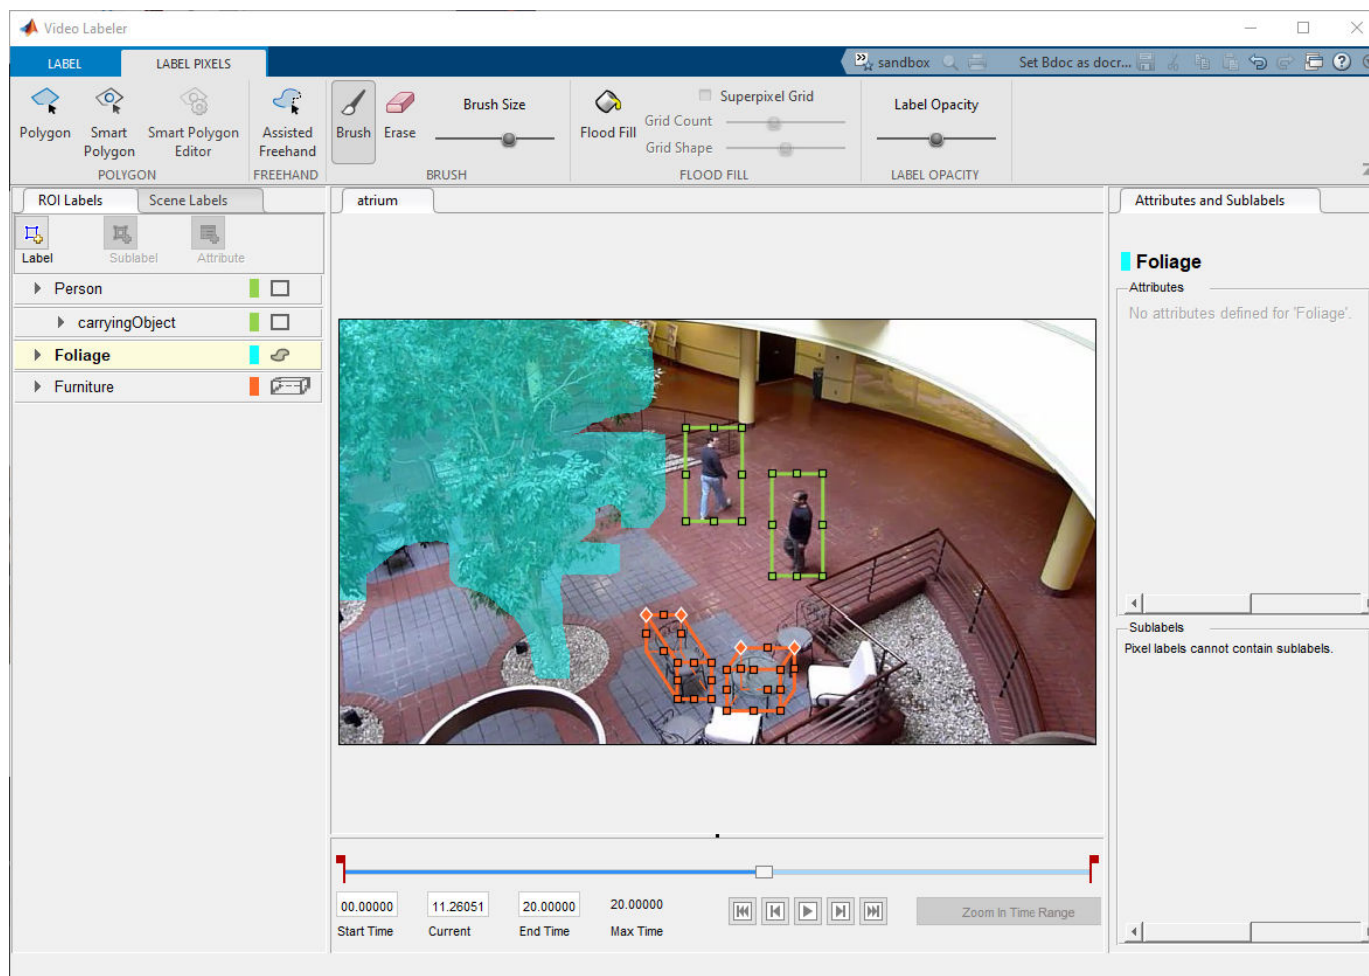 Video Labeler
LABEL
LABEL PIXELS
sandbox
Set Bdoc as docr...
Polygon
Smart Polygon
Smart Polygon Editor
Assisted Freehand
Brush
Erase
Brush Size
Flood Fill
Superpixel Grid
Grid Count
Grid Shape
Label Opacity
POLYGON
FREEHAND
BRUSH
FLOOD FILL
LABEL OPACITY
ROI Labels
Scene Labels
Label
Sublabel
Attribute
Person
carryingObject
Foliage
Furniture
atrium
Attributes and Sublabels
Foliage
Attributes
No attributes defined for 'Foliage'.
Sublabels
Pixel labels cannot contain sublabels.
00.00000
11.26051
20.00000
20.00000
Start Time
Current
End Time
Max Time
Zoom In Time Range